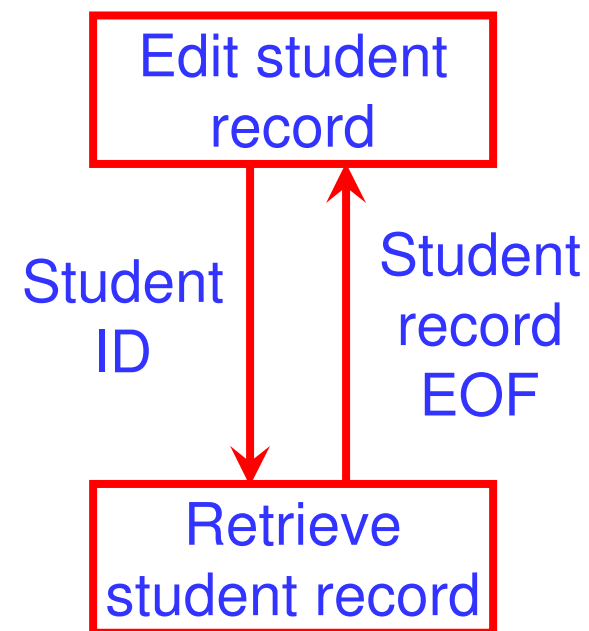 Edit student
record
Student
ID
Student
record
EOF
Retrieve
student record